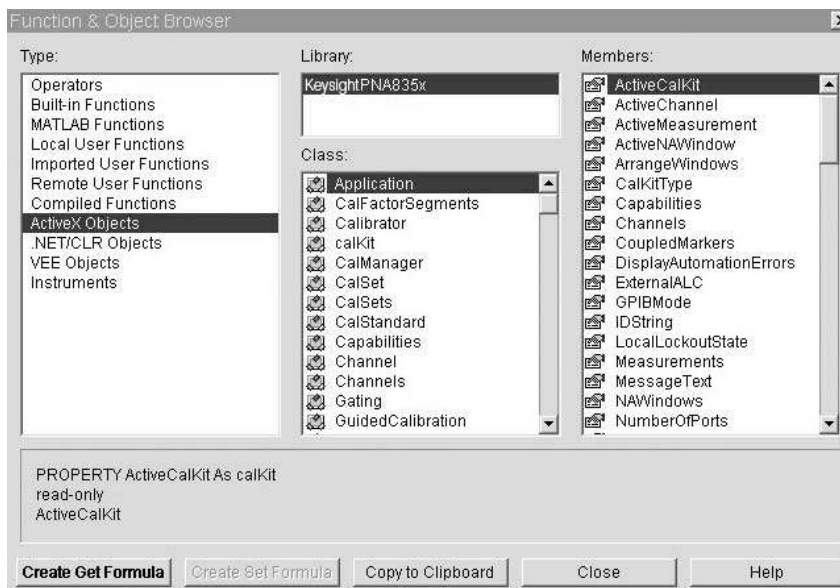 Function & Object Browser
Type:
Operators
Built-in Functions
MATLAB Functions
Local User Functions
Imported User Functions
Remote User Functions
Compiled Functions
ActiveX Objects
.NET/CLR Objects
VEE Objects
Instruments
Library:
KeysightPNA835x
Class:
Application
CalFactorSegments
Calibrator
calKit
CalManager
CalSet
CalSets
CalStandard
Capabilities
Channel
Channels
Gating
GuidedCalibration
Members:
ActiveCalKit
ActiveChannel
ActiveMeasurement
ActiveNAWindow
ArrangeWindows
CalKitType
Capabilities
Channels
CoupledMarkers
DisplayAutomationErrors
ExternalALC
GPIBMode
IDString
LocalLockoutState
Measurements
MessageText
NAWindows
NumberOfPorts
PROPERTY ActiveCalKit As calKit
read-only
ActiveCalKit
Create Get Formula
Create Set Formula
Copy to Clipboard
Close
Help